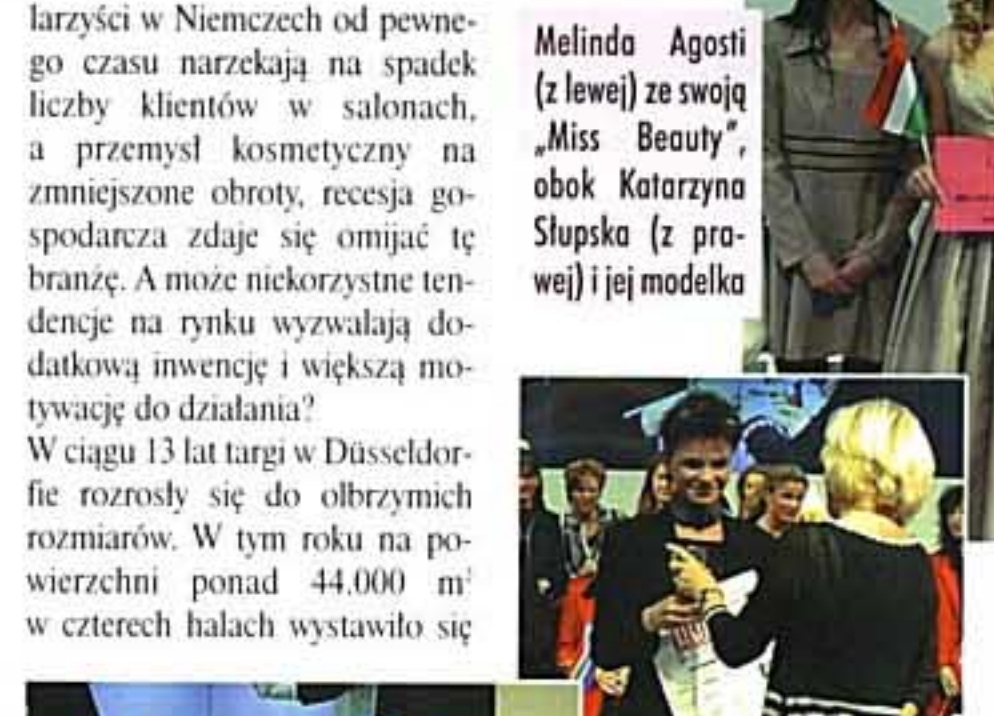 larzyści w Niemczech od pewne-
go czasu narzekają na spadek
liczby klientów w salonach,
a przemysł kosmetyczny na
zmniejszone obroty, recesja go-
spodarcza zdaje się omijać tę
branżę. A może niekorzystne ten-
dencje na rynku wyzwalają do-
datkową inwencję i większą mo-
tywację do działania?
W ciągu 13 lat targi w Düsseldor-
fie rozrosły się do olbrzymich
rozmiarów. W tym roku na po-
wierzchni ponad 44.000 m²
w czterech halach wystawiło się
Melinda Agosti
(z lewej) ze swoją
„Miss Beauty",
obok Katarzyna
Słupska (z pra-
wej) i jej modelka